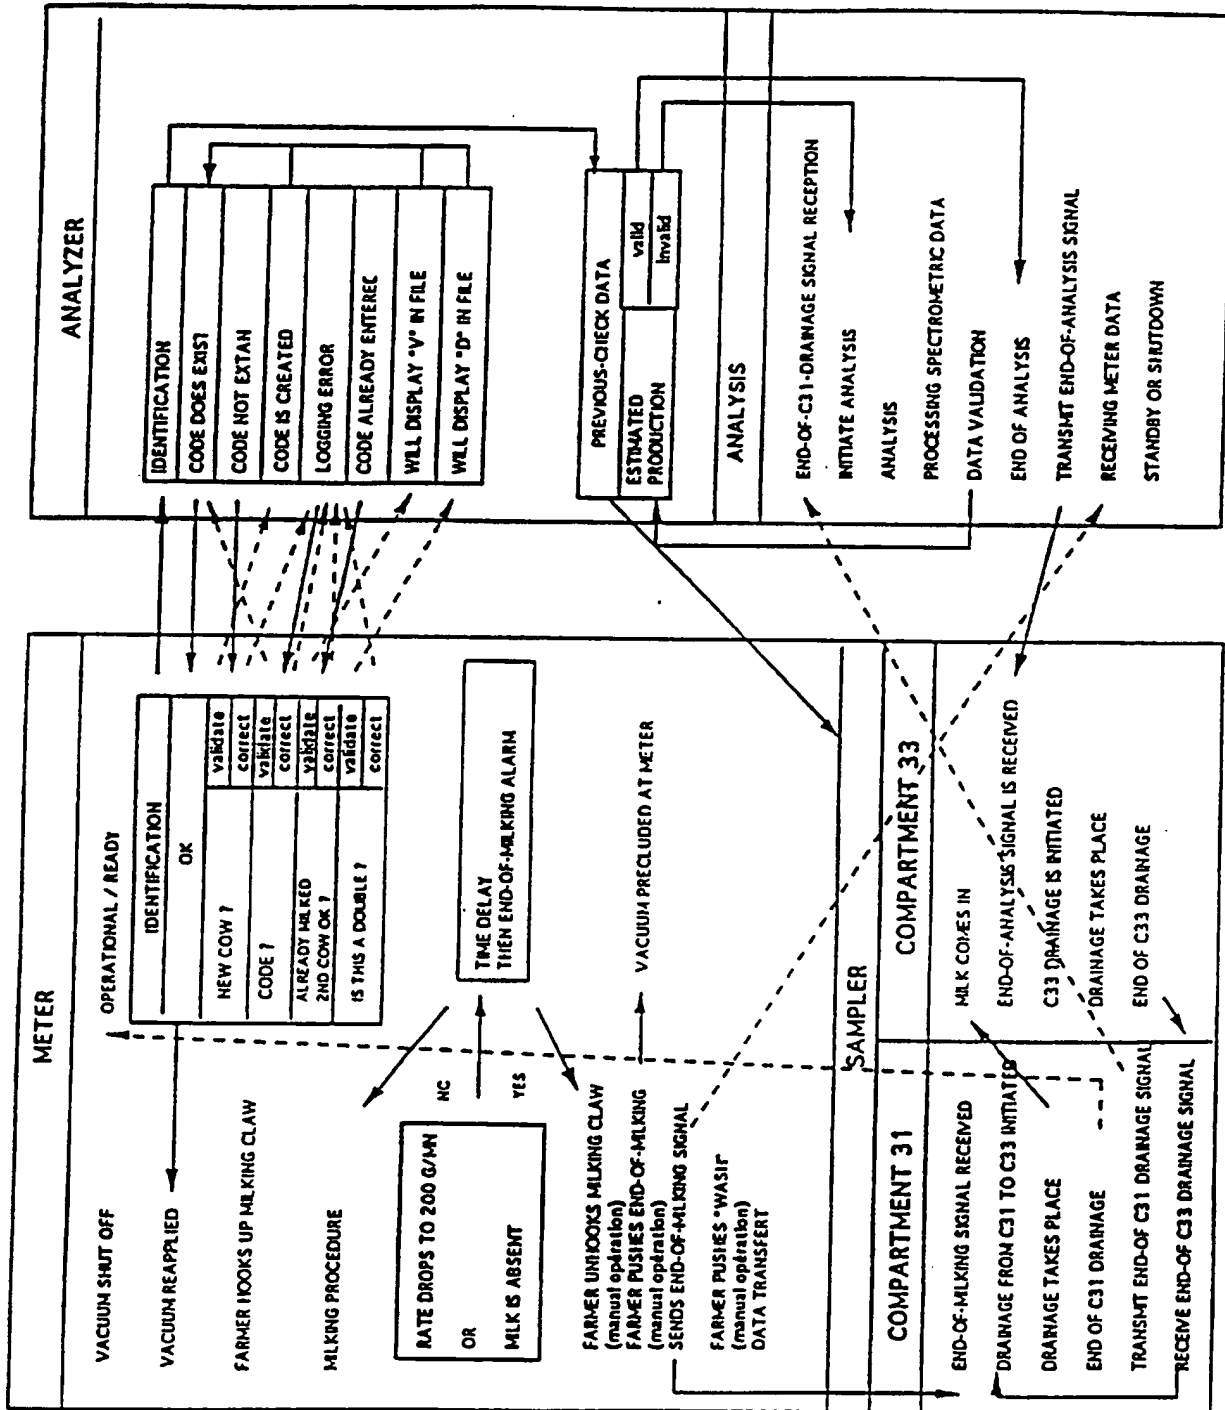 METER
VACUUM SHUT OFF
OPERATIONAL / READY
IDENTIFICATION
OK
NEW COW ?
validate
correct
CODE ?
validate
correct
ALREADY MILKED
2ND COW OK ?
validate
correct
IS THIS A DOUBLE ?
validate
correct
VACUUM REAPPLIED
FARMER HOOKS UP MILKING CLAW
MILKING PROCEDURE
RATE DROPS TO 200 G/MN
OR
MILK IS ABSENT
NC
YES
TIME DELAY
THEN END-OF-MILKING ALARM
FARMER UNHOOKS MILKING CLAW
(manual opération)
FARMER PUSHES END-OF-MILKING
(manual opération)
SENDS END-OF-MILKING SIGNAL
VACUUM PRECLUDED AT METER
FARMER PUSHES "WASH"
(manual opération)
DATA TRANSFERT
SAMPLER
COMPARTMENT 31
END-OF-MILKING SIGNAL RECEIVED
DRAINAGE FROM C31 TO C33 INITIATED
DRAINAGE TAKES PLACE
END OF C31 DRAINAGE
TRANSMIT END-OF C31 DRAINAGE SIGNAL
RECEIVE END-OF C33 DRAINAGE SIGNAL
COMPARTMENT 33
MILK COMES IN
END-OF-ANALYSIS SIGNAL IS RECEIVED
C33 DRAINAGE IS INITIATED
DRAINAGE TAKES PLACE
END OF C33 DRAINAGE
ANALYZER
IDENTIFICATION
CODE DOES EXIST
CODE NOT EXTAN
CODE IS CREATED
LOGGING ERROR
CODE ALREADY ENTEREC
WILL DISPLAY "V" IN FILE
WILL DISPLAY "D" IN FILE
PREVIOUS-CHECK DATA
ESTIMATED
PRODUCTION
valid
Invalid
ANALYSIS
END-OF-C31-DRAINAGE SIGNAL RECEPTION
INITIATE ANALYSIS
ANALYSIS
PROCESSING SPECTROMETRIC DATA
DATA VALIDATION
END OF ANALYSIS
TRANSMIT END-OF-ANALYSIS SIGNAL
RECEIVING METER DATA
STANDBY OR SHUTDOWN